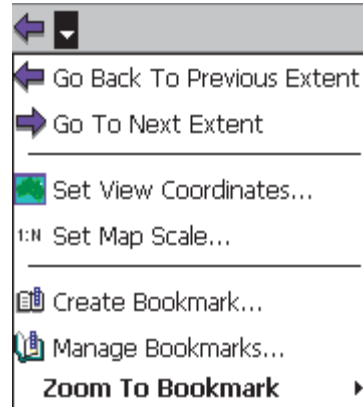 Go Back To Previous Extent
Go To Next Extent
Set View Coordinates...
1:N Set Map Scale...
Create Bookmark...
Manage Bookmarks...
Zoom To Bookmark